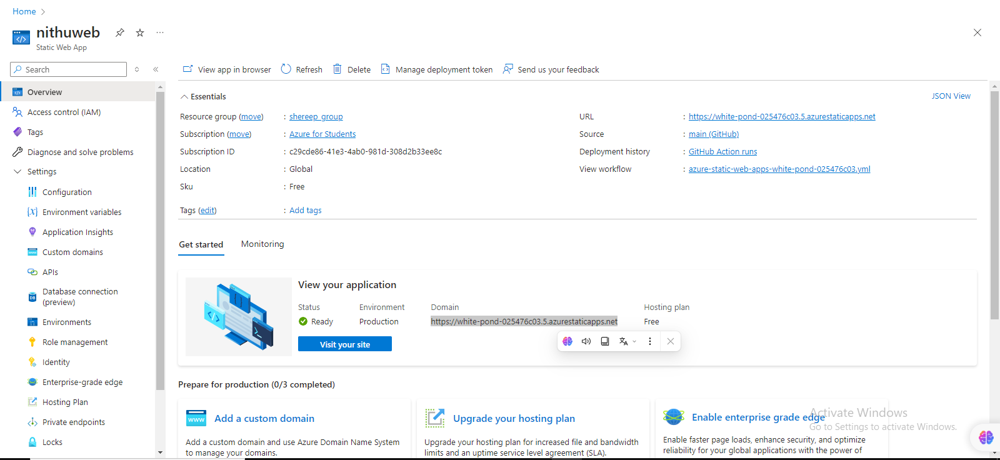 Home
nithuweb
Static Web App
Search
View app in browser
Refresh
Delete
Manage deployment token
Send us your feedback
Overview
Access control (IAM)
Tags
Diagnose and solve problems
Settings
Configuration
Environment variables
Application Insights
Custom domains
APIs
Database connection
(preview)
Environments
Role management
Identity
Enterprise-grade edge
Hosting Plan
Private endpoints
Locks
Essentials
JSON View
Resource group (move) : shereep_group
Subscription (move) : Azure for Students
Subscription ID : c29cde86-41e3-4ab0-981d-308d2b33ee8c
Location : Global
Sku : Free
Tags (edit) : Add tags
URL : https://white-pond-025476c03.5.azurestaticapps.net
Source : main (GitHub)
Deployment history : GitHub Action runs
View workflow : azure-static-web-apps-white-pond-025476c03.yml
Get started
Monitoring
View your application
Status
Ready
Environment
Production
Domain
https://white-pond-025476c03.5.azurestaticapps.net
Hosting plan
Free
Visit your site
Prepare for production (0/3 completed)
www
Add a custom domain
Add a custom domain and use Azure Domain Name System
to manage your domains.
Upgrade your hosting plan
Upgrade your hosting plan for increased file and bandwidth
limits and an uptime service level agreement (SLA).
Enable enterprise grade edge
Enable faster page loads, enhance security, and optimize
reliability for your global applications with the power of
Activate Windows
Go to Settings to activate Windows.